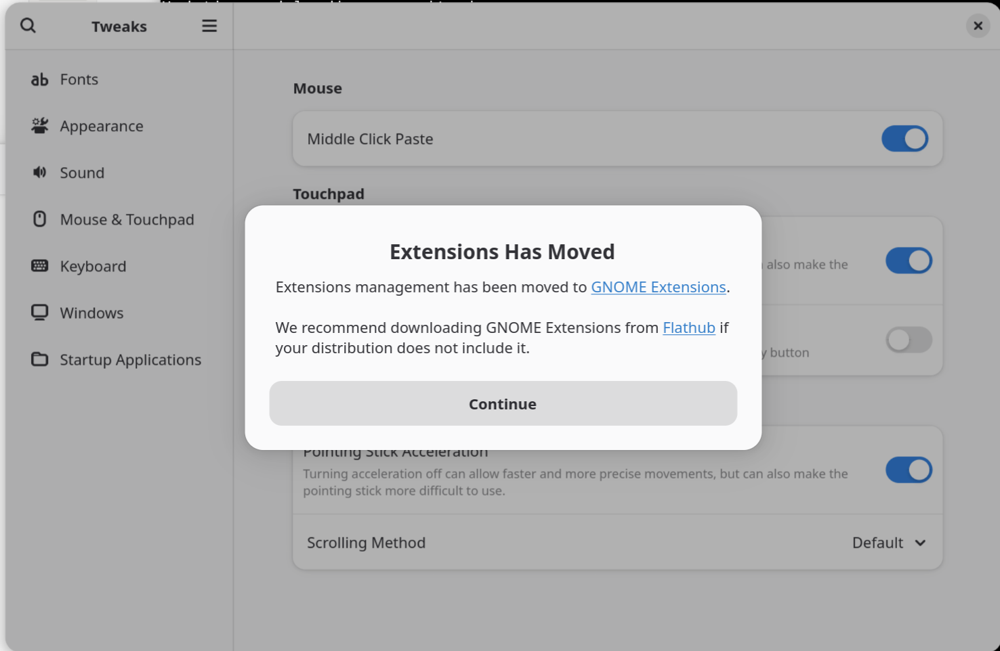 Tweaks
Fonts
Appearance
Sound
Mouse & Touchpad
Keyboard
Windows
Startup Applications
Mouse
Middle Click Paste
Touchpad
also make the
button
Extensions Has Moved
Extensions management has been moved to GNOME Extensions.
We recommend downloading GNOME Extensions from Flathub if
your distribution does not include it.
Continue
Pointing Stick Acceleration
Turning acceleration off can allow faster and more precise movements, but can also make the
pointing stick more difficult to use.
Scrolling Method
Default